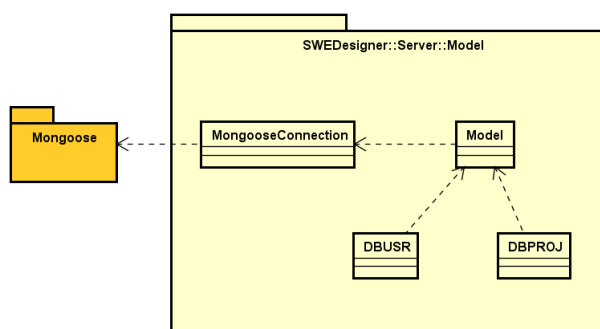 SWEDesigner::Server::Model
Mongoose
MongooseConnection
Model
DBUSR
DBPROJ